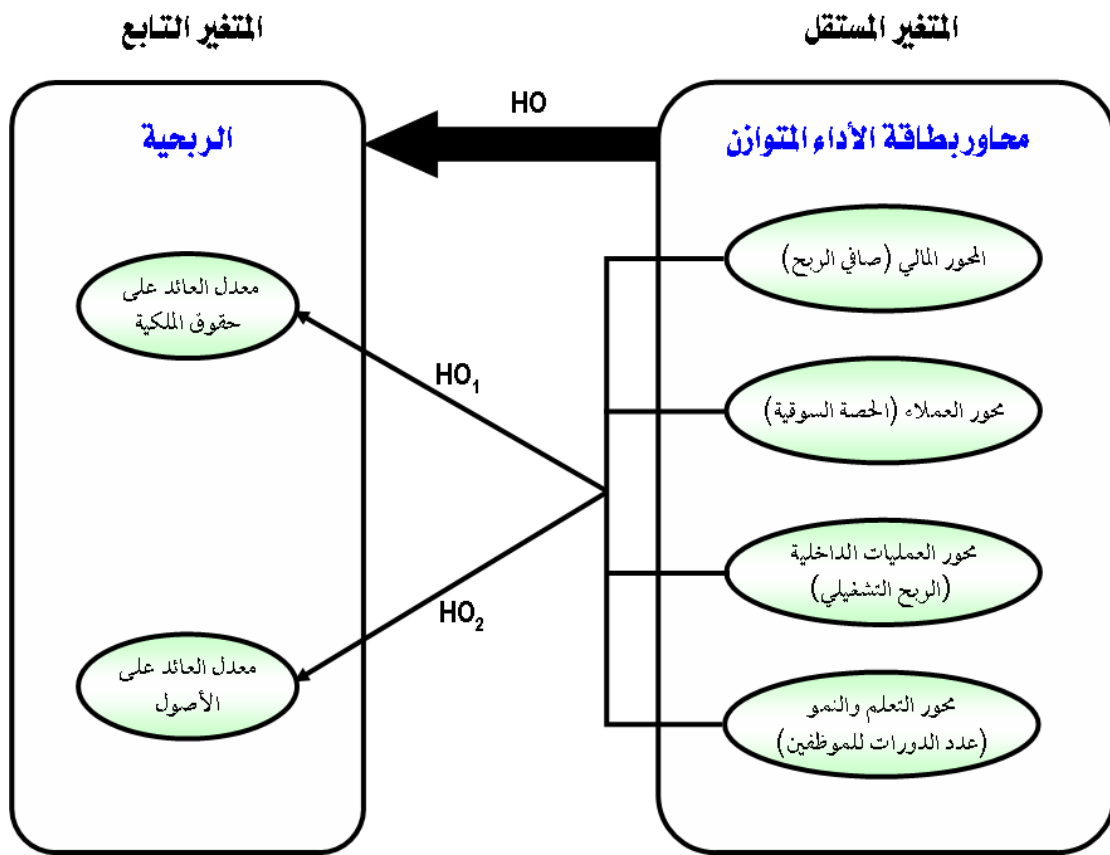 المتغير المستقل
المتغير التابع
محاور بطاقة الأداء المتوازن
HO
الربحية
المحور المالي (صافي الربح)
محور العملاء (الحصة السوقية)
محور العمليات الداخلية
(الربح التشغيلي)
محور التعلم والنمو
(عدد الدورات للموظفين)
HO₁
HO₂
معدل العائد على
حقوق الملكية
معدل العائد على
الأصول